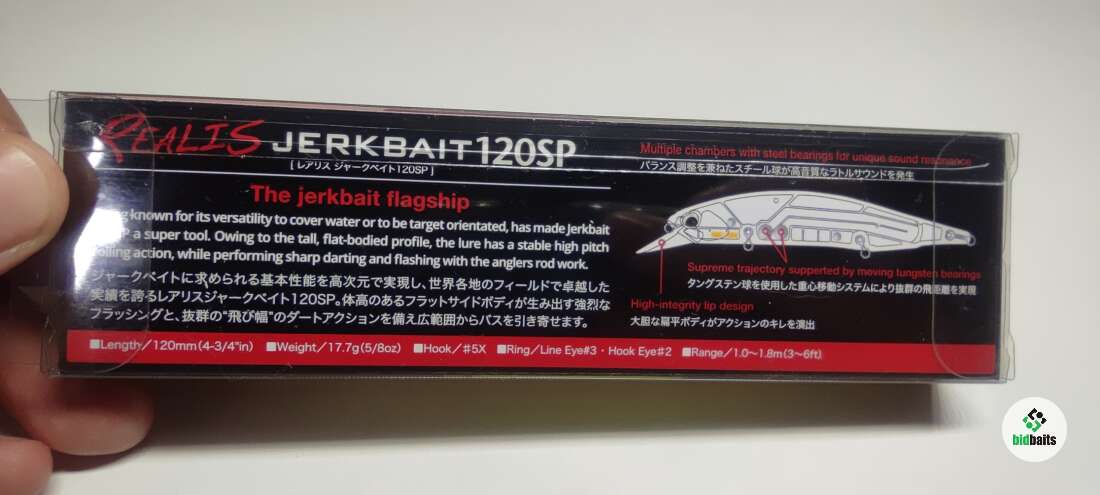 REALIS JERKBAIT 120SP
[ レアリス ジャークベイト120SP ]
The jerkbait flagship
known for its versatility to cover water or to be target orientated, has made Jerkbait
a super tool. Owing to the tall, flat-bodied profile, the lure has a stable high pitch
action, while performing sharp darting and flashing with the anglers rod work.
ジャークベイトに求められる基本性能を高次元で実現し、世界各地のフィールドで卓越した
実績を誇るレアリスジャークベイト120SP。体高のあるフラットサイドボディが生み出す強烈な
フラッシングと、抜群の"飛び幅"のダートアクションを備え広範囲からバスを引き寄せます。
Multiple chambers with steel bearings for unique sound resonance
バランス調整を兼ねたスチール球が高音質なラトルサウンドを発生
Supreme trajectory supported by moving tungsten bearings
タングステン球を使用した重心移動システムにより抜群の飛距離を実現
High-integrity lip design
大胆な扁平ボディがアクションのキレを演出
■Length/120mm(4-3/4"in) ■Weight/17.7g(5/8oz) ■Hook/#5X ■Ring/Line Eye#3・Hook Eye#2 ■Range/1.0〜1.8m(3〜6ft)
bidbaits